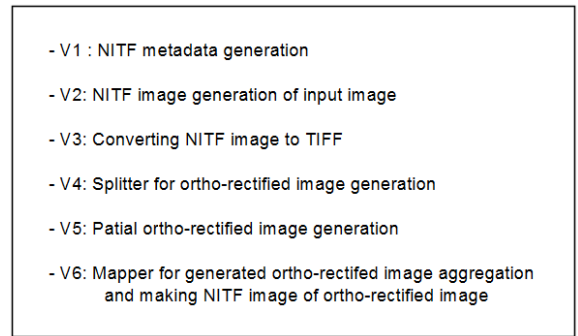 - V1 : NITF metadata generation
- V2: NITF image generation of input image
- V3: Converting NITF image to TIFF
- V4: Splitter for ortho-rectified image generation
- V5: Patial ortho-rectified image generation
- V6: Mapper for generated ortho-rectifed image aggregation
and making NITF image of ortho-rectified image